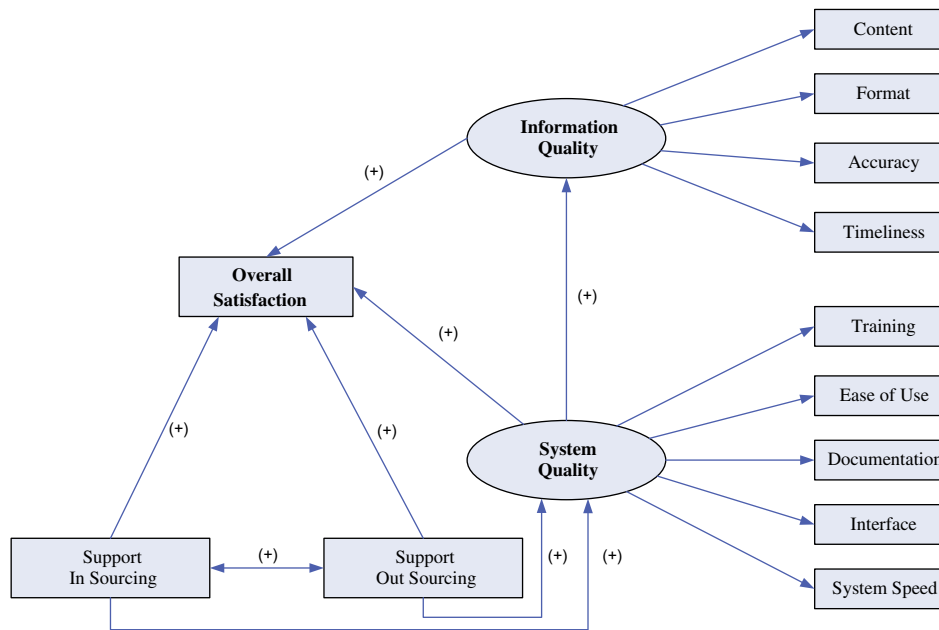 Content
Format
Information
Quality
Accuracy
(+)
Timeliness
Overall
Satisfaction
(+)
(+)
Training
Ease of Use
(+)
System
Quality
Documentation
Interface
Support
In Sourcing
(+)
Support
Out Sourcing
(+)
(+)
System Speed